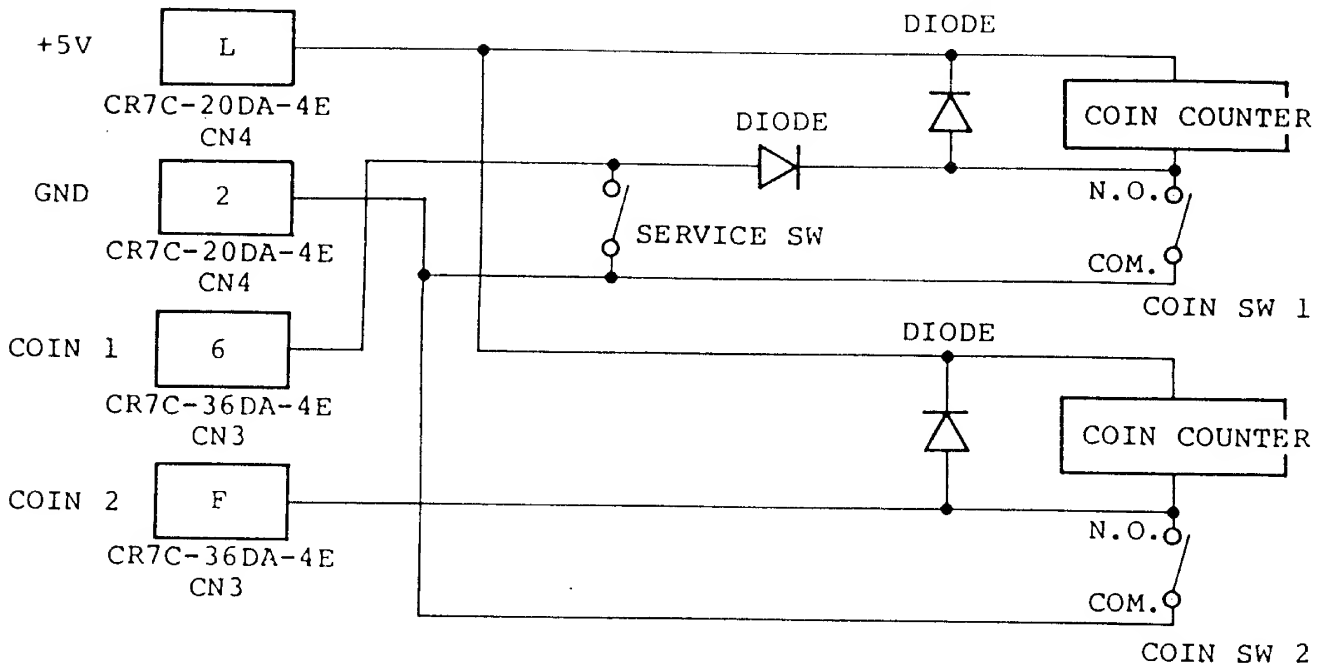 DIODE
+5V
L
CR7C-20DA-4E
CN4
COIN COUNTER
DIODE
GND
2
CR7C-20DA-4E
CN4
N.O.
SERVICE SW
COM.
COIN SW 1
COIN 1
6
CR7C-36DA-4E
CN3
DIODE
COIN COUNTER
COIN 2
F
CR7C-36DA-4E
CN3
N.O.
COM.
COIN SW 2